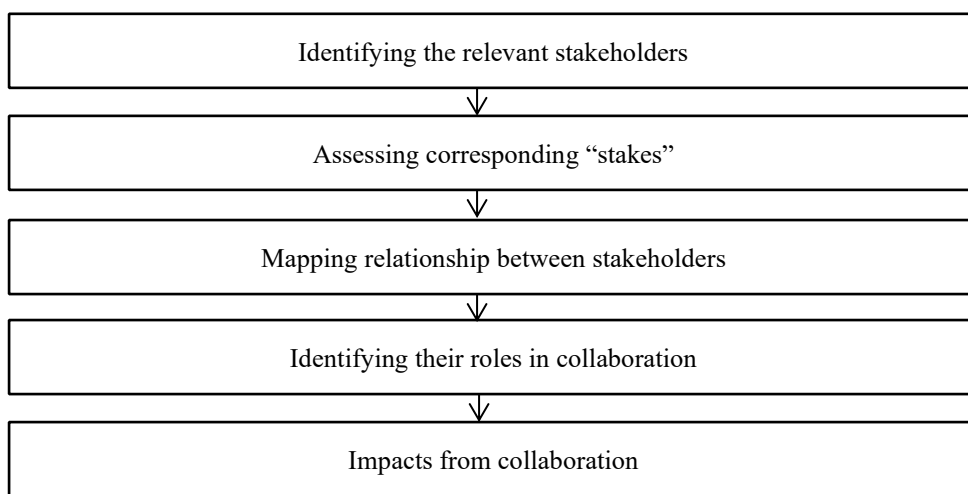 Identifying the relevant stakeholders
Assessing corresponding “stakes”
Mapping relationship between stakeholders
Identifying their roles in collaboration
Impacts from collaboration